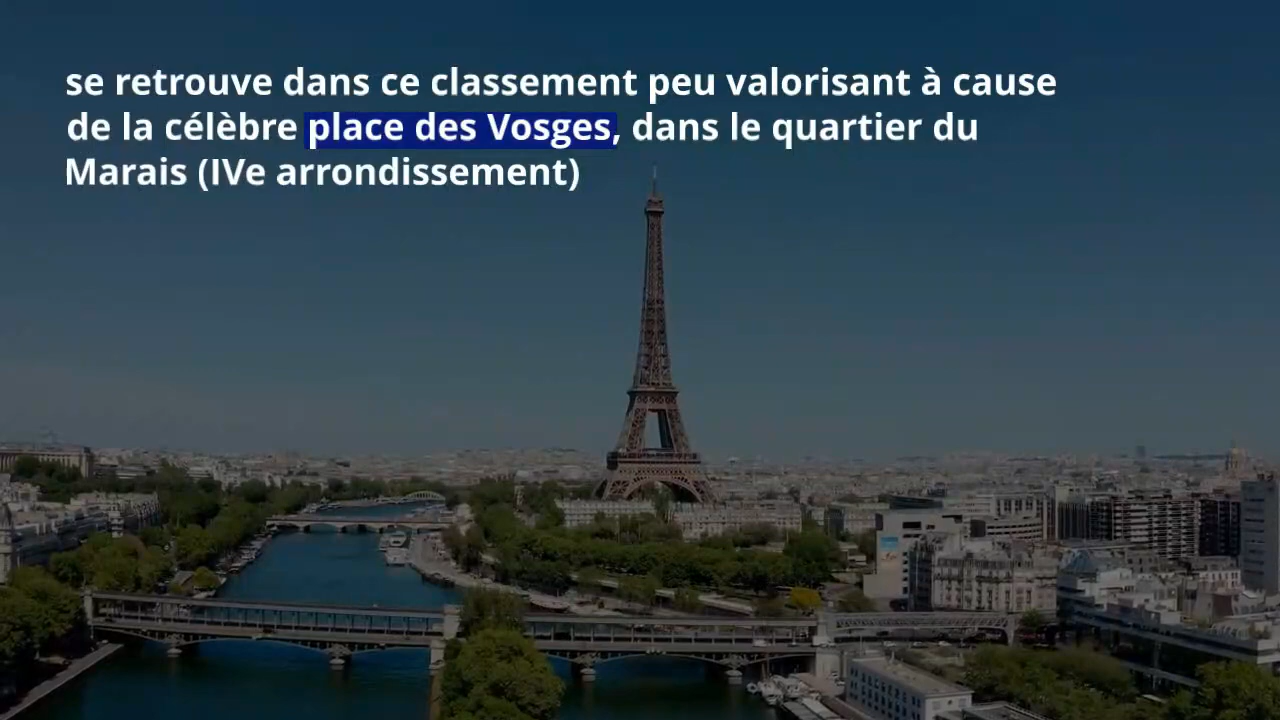 se retrouve dans ce classement peu valorisant à cause
de la célèbre place des Vosges, dans le quartier du
Marais (IVe arrondissement)